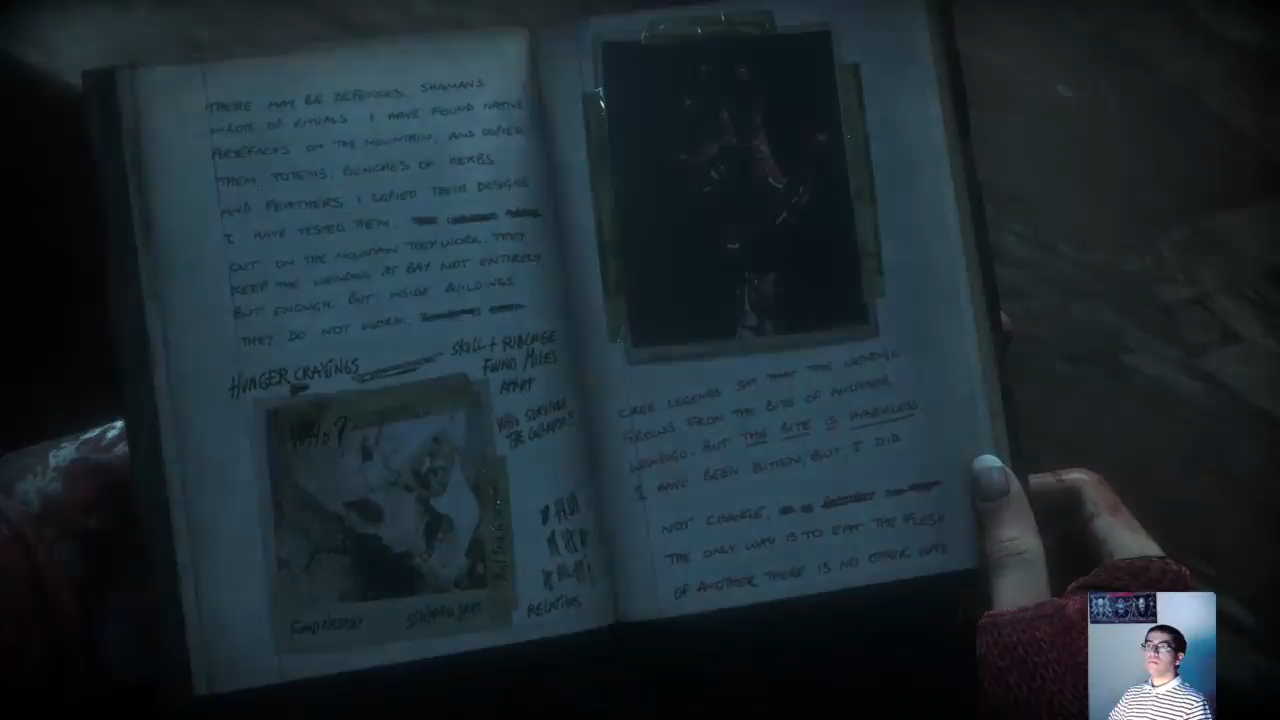 THERE MAY BE DEFENCES. SHAMANS
WROTE OF RITUALS I HAVE FOUND NATIVE
ARTEFACTS ON THE MOUNTAIN, AND COPIED
THEM. TOTEMS, BUNCHES OF HERBS
AND FEATHERS I COPIED THEIR DESIGNS
I HAVE TESTED THEM.
OUT ON THE MOUNTAIN THEY WORK. THEY
KEEP THE WENDIGO AT BAY NOT ENTIRELY
BUT ENOUGH. BUT INSIDE BUILDINGS
THEY DO NOT WORK.
HUNGER CRAVINGS
SKULL + RIBCAGE
FOUND MILES
APART
WHO?
RELATIVES
CREE LEGENDS SAY THAT THE WENDIGO
GROWS FROM THE BITE OF ANOTHER
WENDIGO. BUT THE BITE IS HARMLESS.
I HAVE BEEN BITTEN, BUT I DID
NOT CHANGE.
THE ONLY WAY IS TO EAT THE FLESH
OF ANOTHER THERE IS NO OTHER WAY